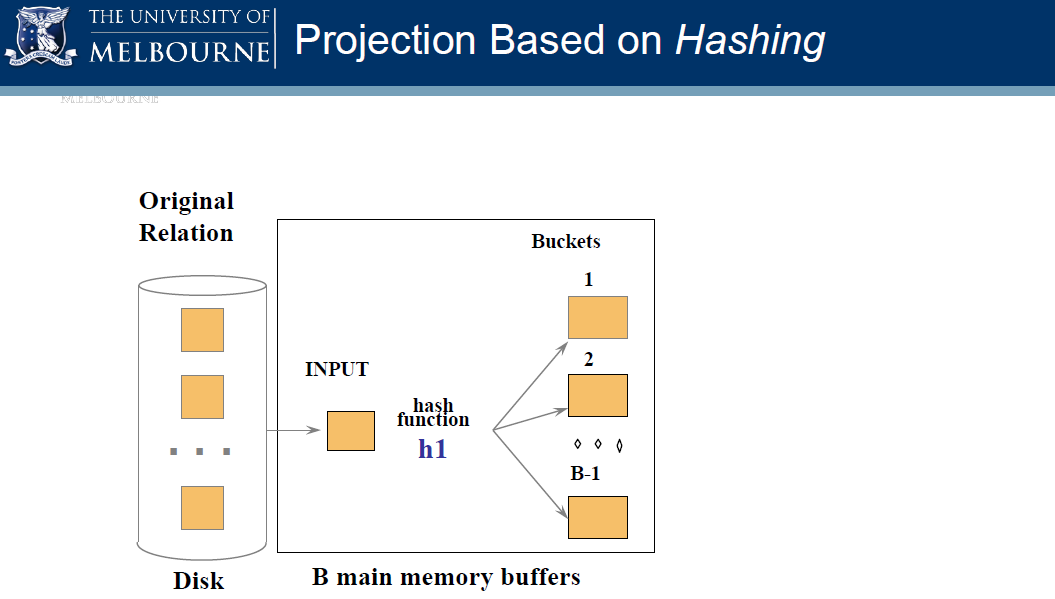 THE UNIVERSITY OF
MELBOURNE
Projection Based on Hashing
MELBOURNE
Original
Relation
Buckets
1
INPUT
2
hash
function
h1
B-1
Disk
B main memory buffers